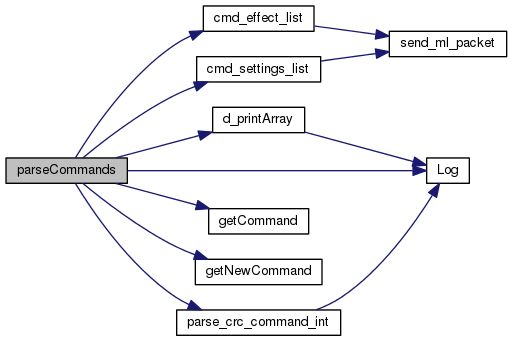 cmd_effect_list
send_ml_packet
cmd_settings_list
d_printArray
parseCommands
Log
getCommand
getNewCommand
parse_crc_command_int